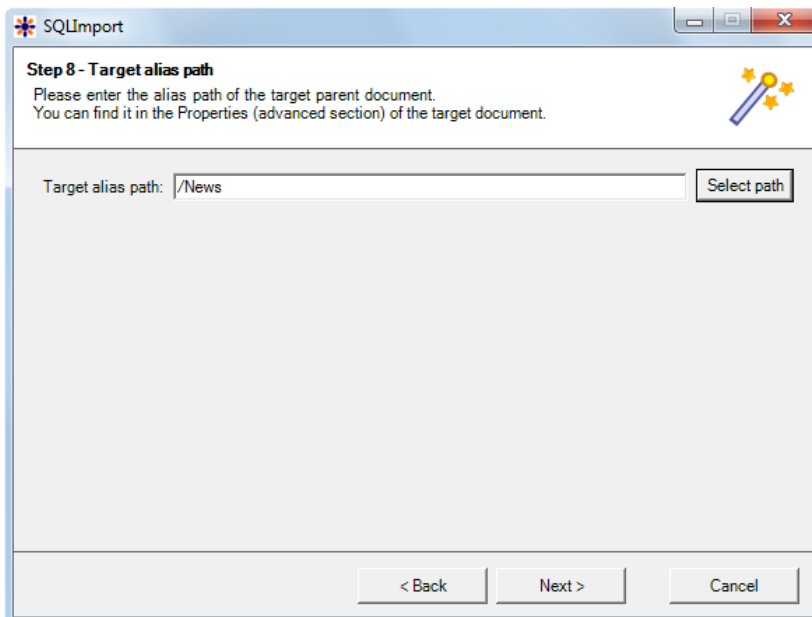 SQLImport
Step 8 - Target alias path
Please enter the alias path of the target parent document.
You can find it in the Properties (advanced section) of the target document.
Target alias path: /News Select path
< Back Next > Cancel